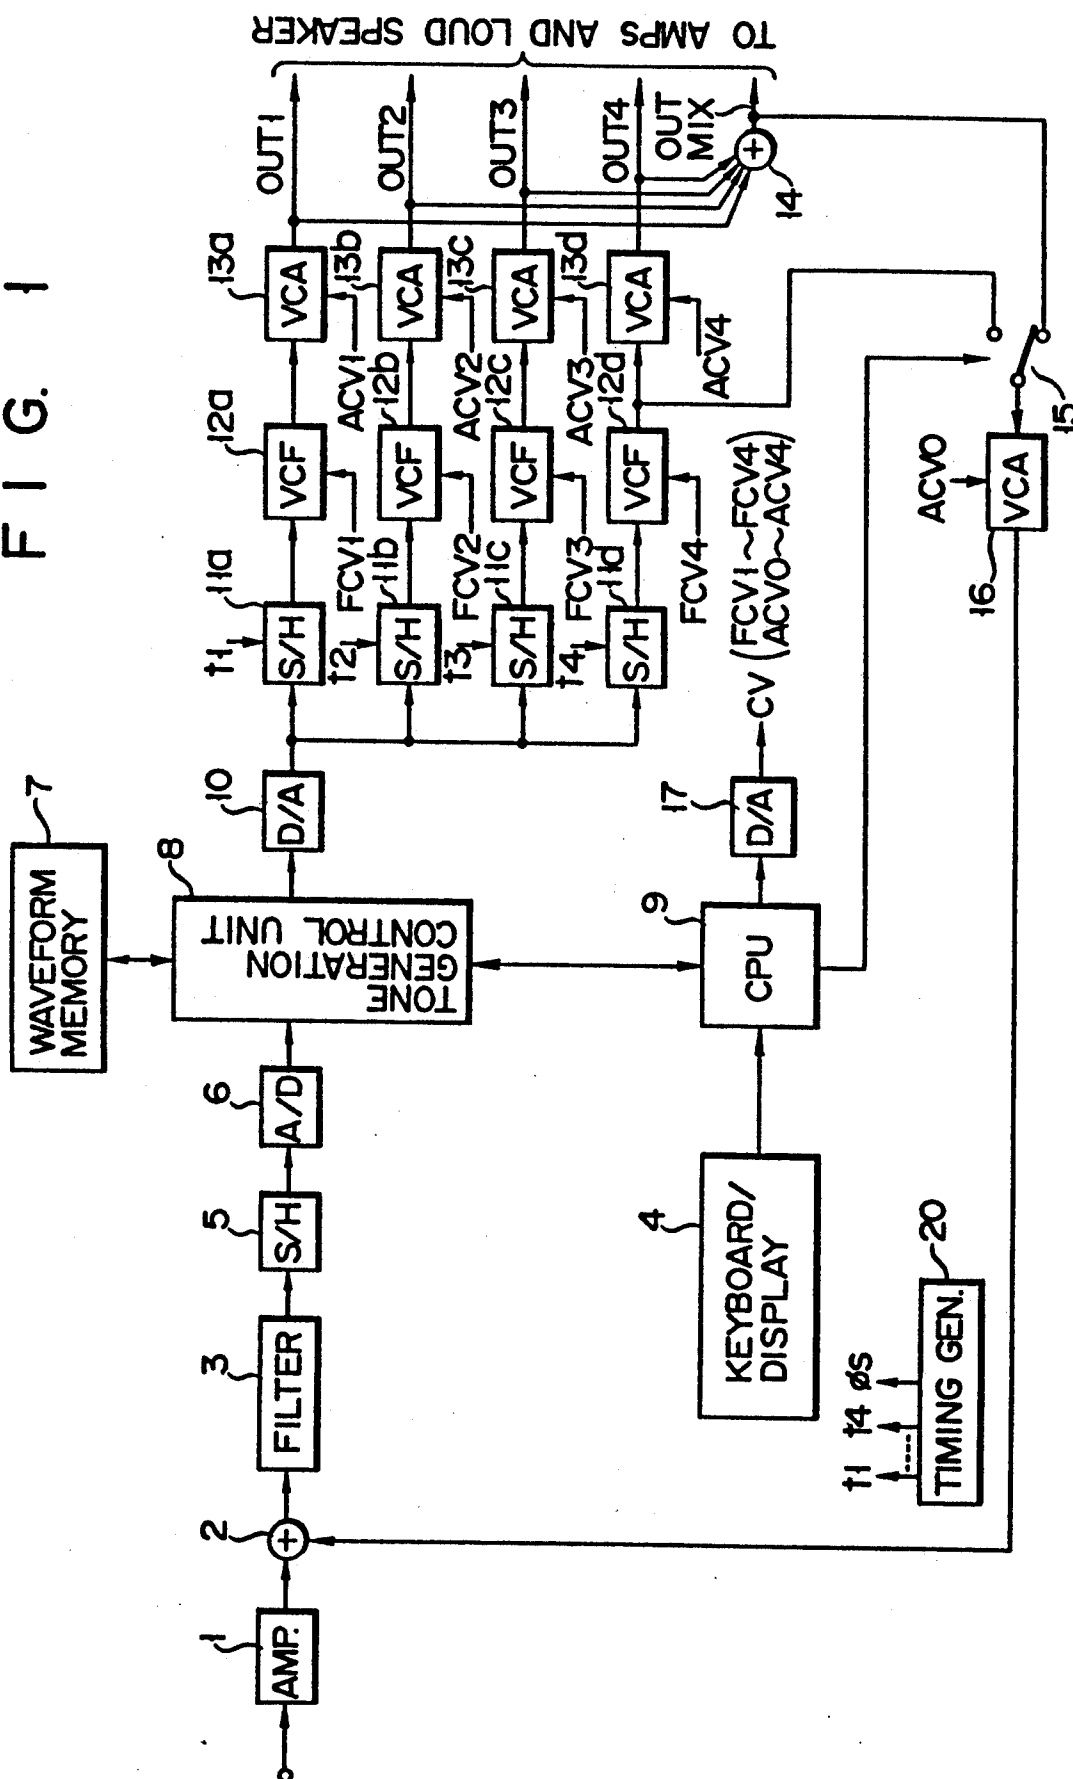 FIG. 1
WAVEFORM
MEMORY
7
8
TONE
GENERATION
CONTROL UNIT
1
AMP.
2
+
3
FILTER
5
S/H
6
A/D
10
D/A
t1
11a
S/H
12a
VCF
FCV1
13a
VCA
ACV1
OUT1
t2
11b
S/H
12b
VCF
FCV2
13b
VCA
ACV2
OUT2
t3
11c
S/H
12c
VCF
FCV3
13c
VCA
ACV3
OUT3
t4
11d
S/H
12d
VCF
FCV4
13d
VCA
ACV4
OUT4
OUT
MIX
+
14
TO AMPS AND LOUD SPEAKER
4
KEYBOARD/
DISPLAY
9
CPU
17
D/A
CV (FCV1~FCV4
ACV0~ACV4)
ACV0
VCA
16
15
t1 t4 øs
TIMING GEN.
20